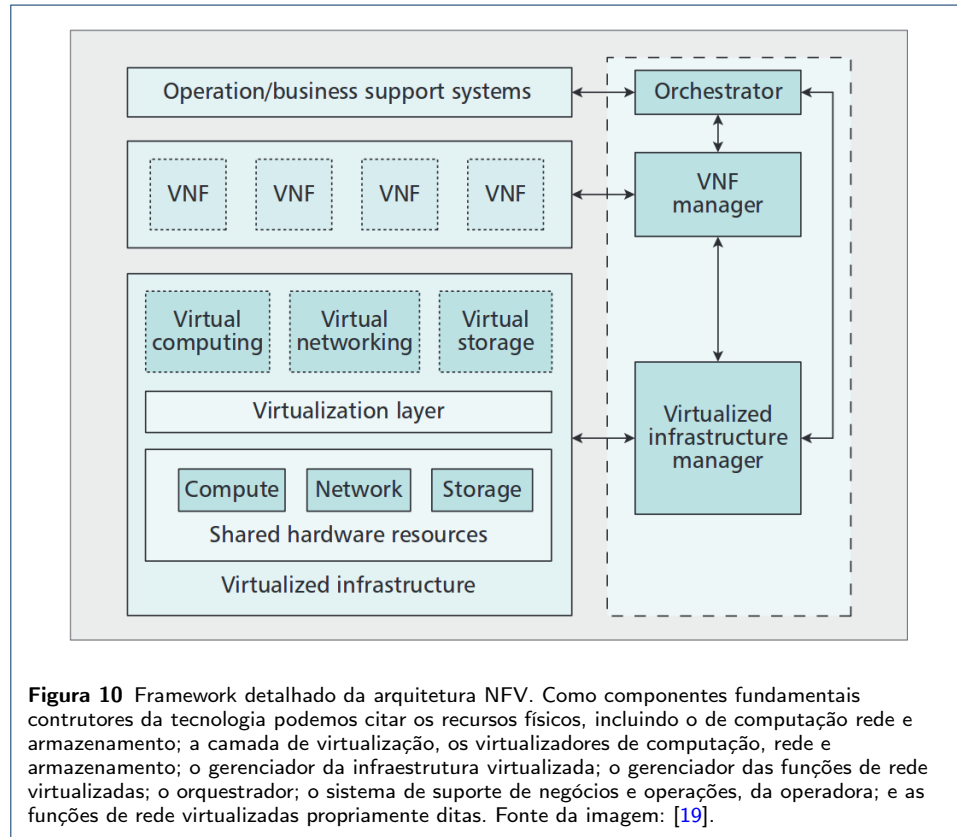 Operation/business support systems
Orchestrator
VNF
VNF
VNF
VNF
VNF
manager
Virtual
computing
Virtual
networking
Virtual
storage
Virtualization layer
Virtualized
infrastructure
manager
Compute
Network
Storage
Shared hardware resources
Virtualized infrastructure
Figura 10 Framework detalhado da arquitetura NFV. Como componentes fundamentais
contrutores da tecnologia podemos citar os recursos físicos, incluindo o de computação rede e
armazenamento; a camada de virtualização, os virtualizadores de computação, rede e
armazenamento; o gerenciador da infraestrutura virtualizada; o gerenciador das funções de rede
virtualizadas; o orquestrador; o sistema de suporte de negócios e operações, da operadora; e as
funções de rede virtualizadas propriamente ditas. Fonte da imagem: [19].